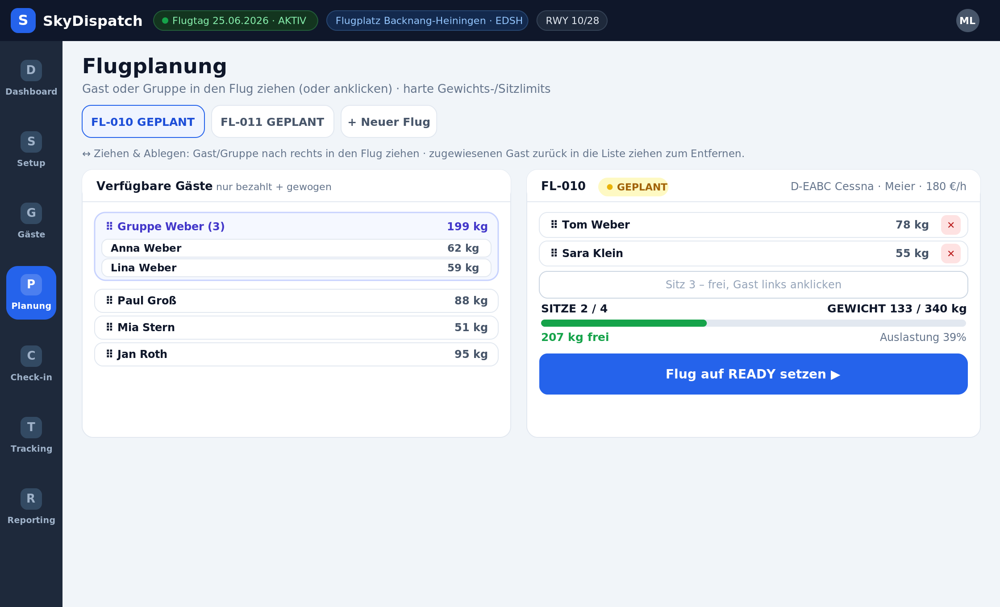 S SkyDispatch Flugtag 25.06.2026 · AKTIV Flugplatz Backnang-Heiningen · EDSH RWY 10/28 ML
D
Dashboard
S
Setup
G
Gäste
P
Planung
C
Check-in
T
Tracking
R
Reporting
Flugplanung
Gast oder Gruppe in den Flug ziehen (oder anklicken) · harte Gewichts-/Sitzlimits
FL-010 GEPLANT FL-011 GEPLANT + Neuer Flug
↔ Ziehen & Ablegen: Gast/Gruppe nach rechts in den Flug ziehen · zugewiesenen Gast zurück in die Liste ziehen zum Entfernen.
Verfügbare Gäste nur bezahlt + gewogen
⠿ Gruppe Weber (3) 199 kg
Anna Weber 62 kg
Lina Weber 59 kg
⠿ Paul Groß 88 kg
⠿ Mia Stern 51 kg
⠿ Jan Roth 95 kg
FL-010 GEPLANT D-EABC Cessna · Meier · 180 €/h
⠿ Tom Weber 78 kg ✕
⠿ Sara Klein 55 kg ✕
Sitz 3 – frei, Gast links anklicken
SITZE 2 / 4 GEWICHT 133 / 340 kg
207 kg frei Auslastung 39%
Flug auf READY setzen ▶